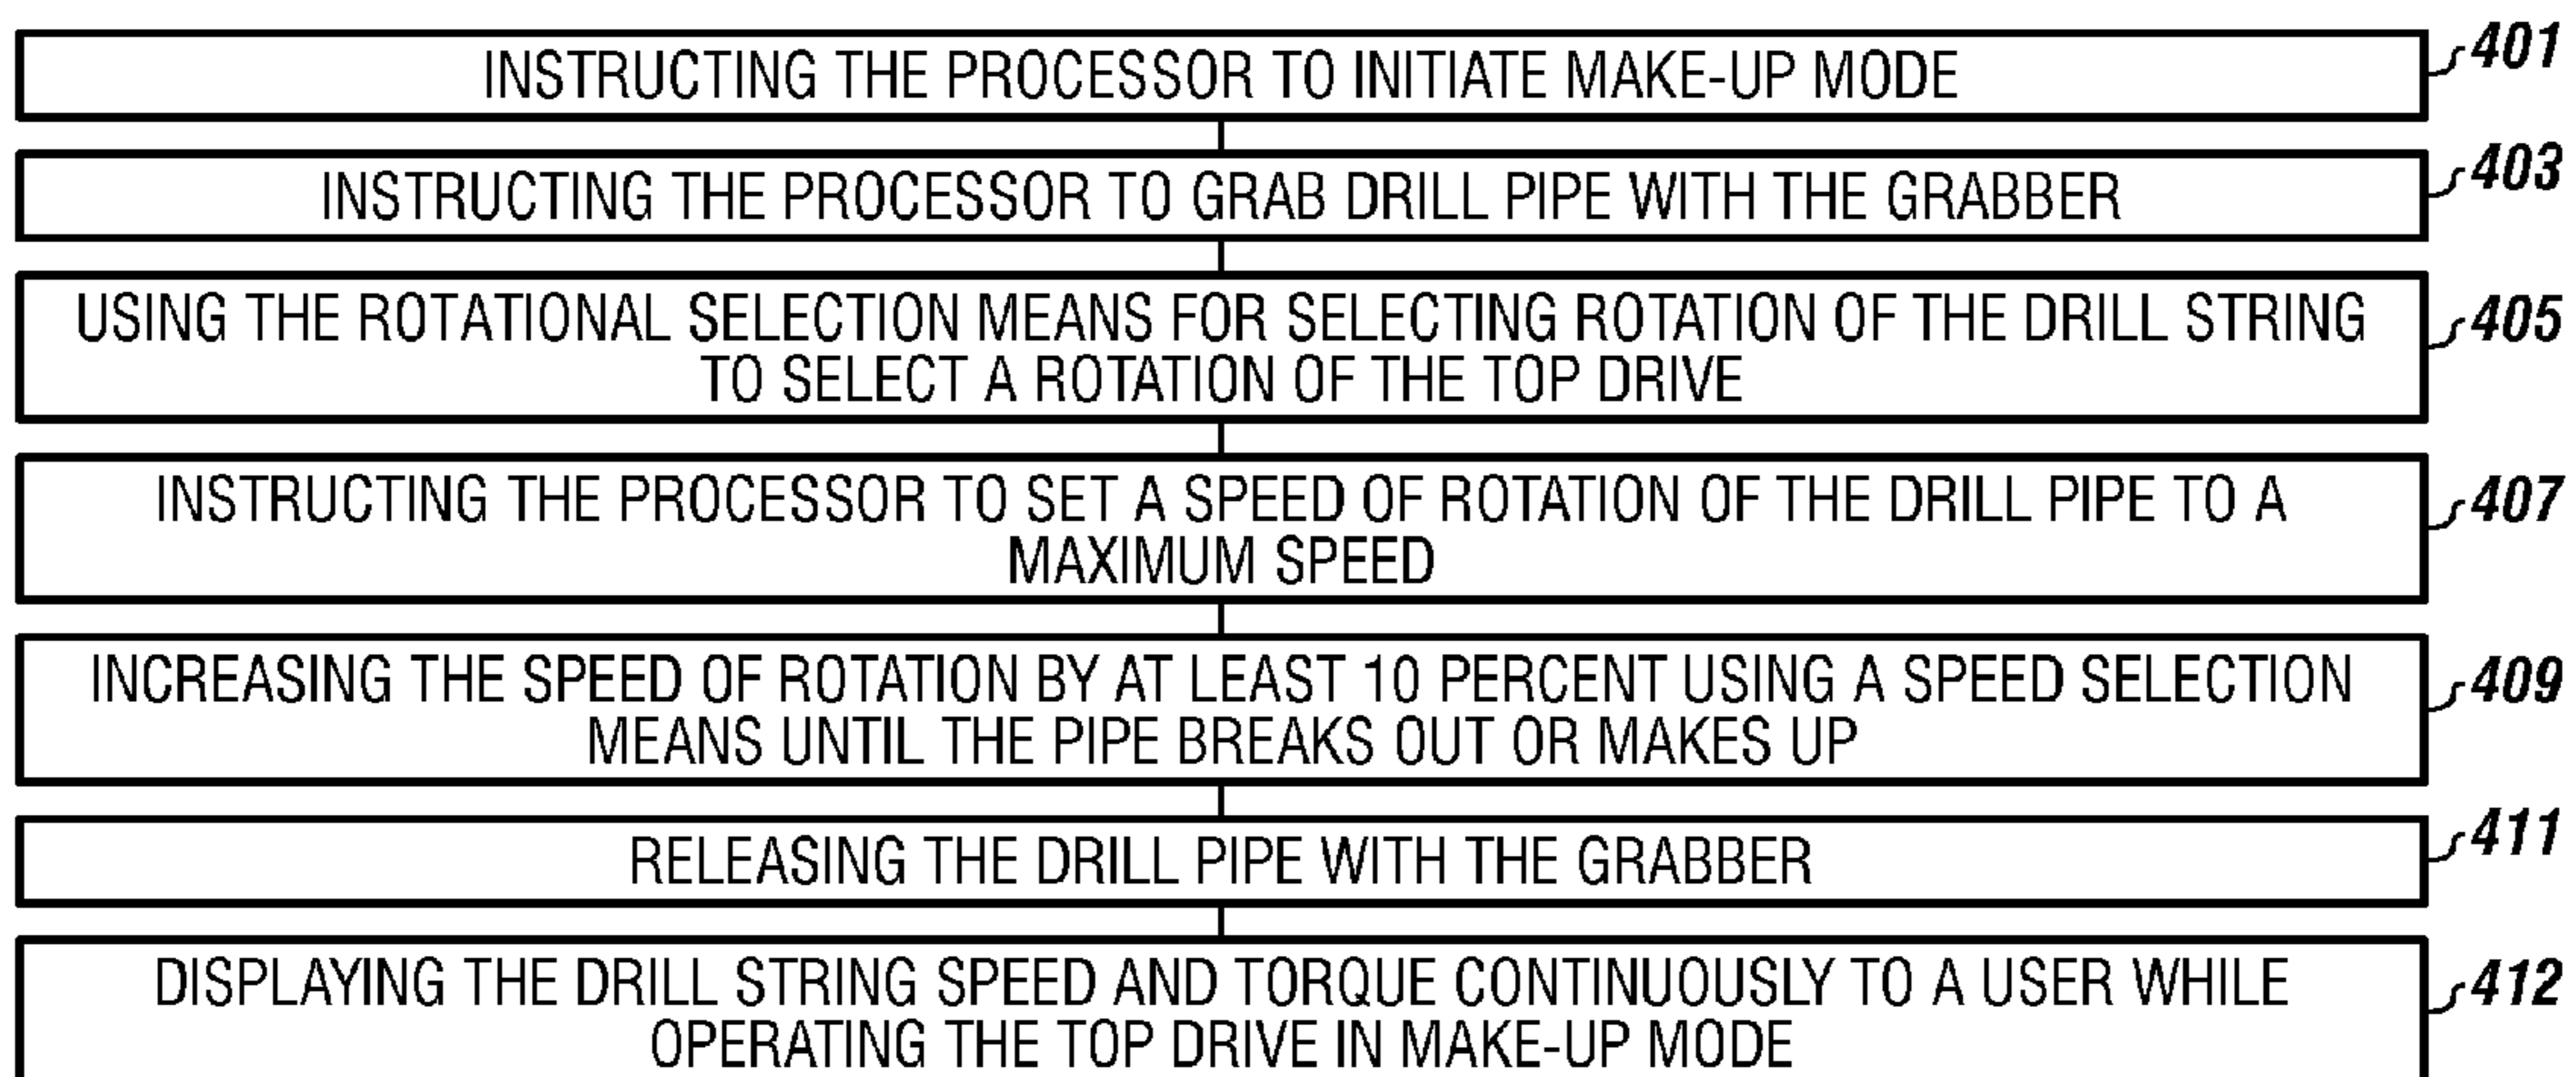 INSTRUCTING THE PROCESSOR TO INITIATE MAKE-UP MODE
401
INSTRUCTING THE PROCESSOR TO GRAB DRILL PIPE WITH THE GRABBER
403
USING THE ROTATIONAL SELECTION MEANS FOR SELECTING ROTATION OF THE DRILL STRING
TO SELECT A ROTATION OF THE TOP DRIVE
405
INSTRUCTING THE PROCESSOR TO SET A SPEED OF ROTATION OF THE DRILL PIPE TO A
MAXIMUM SPEED
407
INCREASING THE SPEED OF ROTATION BY AT LEAST 10 PERCENT USING A SPEED SELECTION
MEANS UNTIL THE PIPE BREAKS OUT OR MAKES UP
409
RELEASING THE DRILL PIPE WITH THE GRABBER
411
DISPLAYING THE DRILL STRING SPEED AND TORQUE CONTINUOUSLY TO A USER WHILE
OPERATING THE TOP DRIVE IN MAKE-UP MODE
412